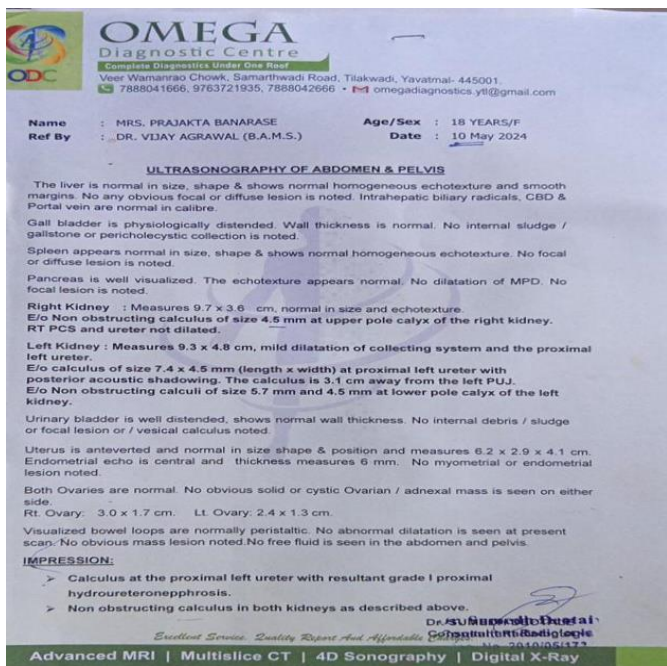 ODC
OMEGA
Diagnostic Centre
Complete Diagnostics Under One Roof
Veer Wamanrao Chowk, Samarthwadi Road, Tilakwadi, Yavatmal- 445001.
7888041666, 9763721935, 7888042666 • omegadiagnostics.ytl@gmail.com
Name : MRS. PRAJAKTA BANARASE Age/Sex : 18 YEARS/F
Ref By : DR. VIJAY AGRAWAL (B.A.M.S.) Date : 10 May 2024
ULTRASONOGRAPHY OF ABDOMEN & PELVIS
The liver is normal in size, shape & shows normal homogeneous echotexture and smooth
margins. No any obvious focal or diffuse lesion is noted. Intrahepatic biliary radicals, CBD &
Portal vein are normal in calibre.
Gall bladder is physiologically distended. Wall thickness is normal. No internal sludge /
gallstone or pericholecystic collection is noted.
Spleen appears normal in size, shape & shows normal homogeneous echotexture. No focal
or diffuse lesion is noted.
Pancreas is well visualized. The echotexture appears normal. No dilatation of MPD. No
focal lesion is noted.
Right Kidney : Measures 9.7 x 3.6 cm, normal in size and echotexture.
E/o Non obstructing calculus of size 4.5 mm at upper pole calyx of the right kidney.
RT PCS and ureter not dilated.
Left Kidney : Measures 9.3 x 4.8 cm, mild dilatation of collecting system and the proximal
left ureter.
E/o calculus of size 7.4 x 4.5 mm (length x width) at proximal left ureter with
posterior acoustic shadowing. The calculus is 3.1 cm away from the left PUJ.
E/o Non obstructing calculi of size 5.7 mm and 4.5 mm at lower pole calyx of the left
kidney.
Urinary bladder is well distended, shows normal wall thickness. No internal debris / sludge
or focal lesion or / vesical calculus noted.
Uterus is anteverted and normal in size shape & position and measures 6.2 x 2.9 x 4.1 cm.
Endometrial echo is central and thickness measures 6 mm. No myometrial or endometrial
lesion noted.
Both Ovaries are normal. No obvious solid or cystic Ovarian / adnexal mass is seen on either
side.
Rt. Ovary: 3.0 x 1.7 cm. Lt. Ovary: 2.4 x 1.3 cm.
Visualized bowel loops are normally peristaltic. No abnormal dilatation is seen at present
scan. No obvious mass lesion noted.No free fluid is seen in the abdomen and pelvis.
IMPRESSION:
➢ Calculus at the proximal left ureter with resultant grade I proximal
hydroureteronepphrosis.
➢ Non obstructing calculus in both kidneys as described above.
Excellent Service, Quality Report And Affordable Charges.
Advanced MRI | Multislice CT | 4D Sonography | Digital X-Ray